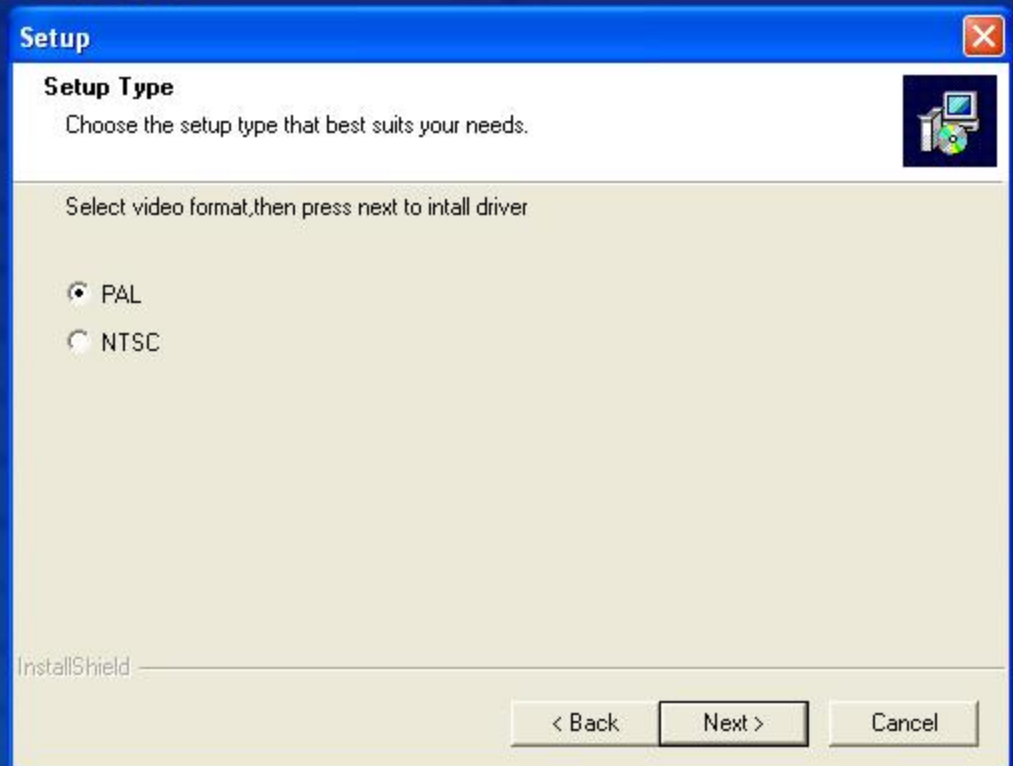 Setup
Setup Type
Choose the setup type that best suits your needs.
Select video format,then press next to intall driver
PAL
NTSC
InstallShield
< Back Next > Cancel